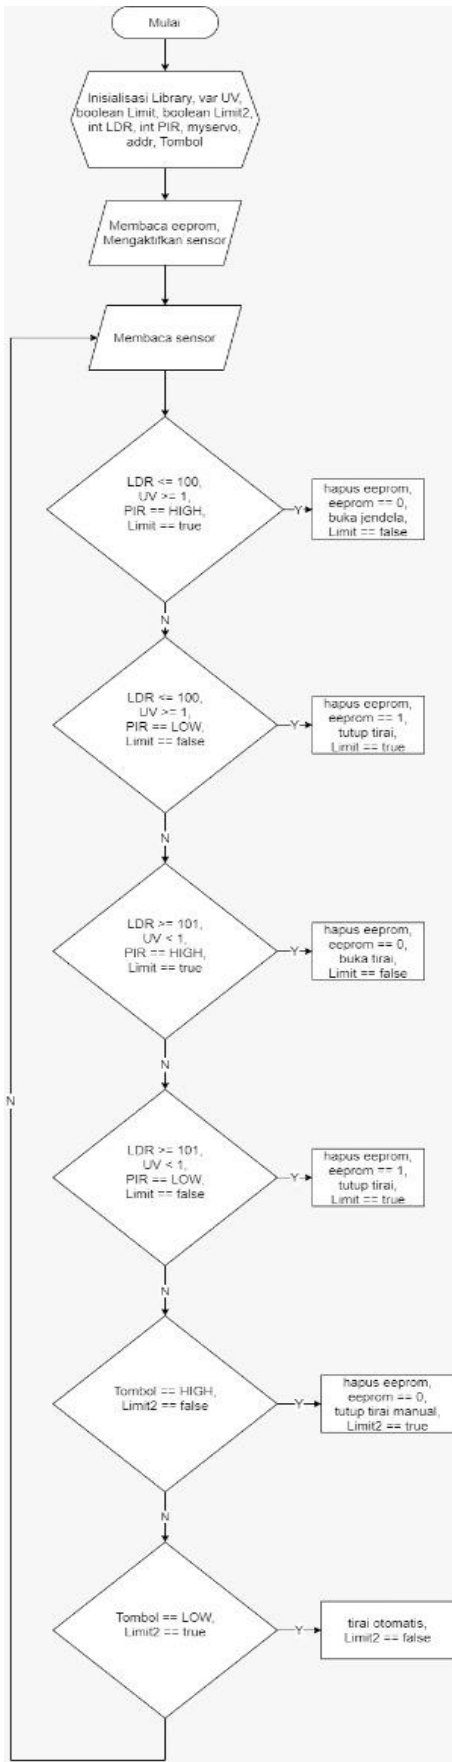 Mulai
Inisialisasi Library, var UV,
boolean Limit, boolean Limit2,
int LDR, int PIR, myservo,
addr, Tombol
Membaca eeprom,
Mengaktifkan sensor
Membaca sensor
LDR <= 100,
UV >= 1,
PIR == HIGH,
Limit == true
Y
hapus eeprom,
eeprom == 0,
buka jendela,
Limit == false
N
LDR <= 100,
UV >= 1,
PIR == LOW,
Limit == false
Y
hapus eeprom,
eeprom == 1,
tutup tirai,
Limit == true
N
LDR >= 101,
UV < 1,
PIR == HIGH,
Limit == true
Y
hapus eeprom,
eeprom == 0,
buka tirai,
Limit == false
N
N
LDR >= 101,
UV < 1,
PIR == LOW,
Limit == false
Y
hapus eeprom,
eeprom == 1,
tutup tirai,
Limit == true
N
Tombol == HIGH,
Limit2 == false
Y
hapus eeprom,
eeprom == 0,
tutup tirai manual,
Limit2 == true
N
Tombol == LOW,
Limit2 == true
Y
tirai otomatis,
Limit2 == false